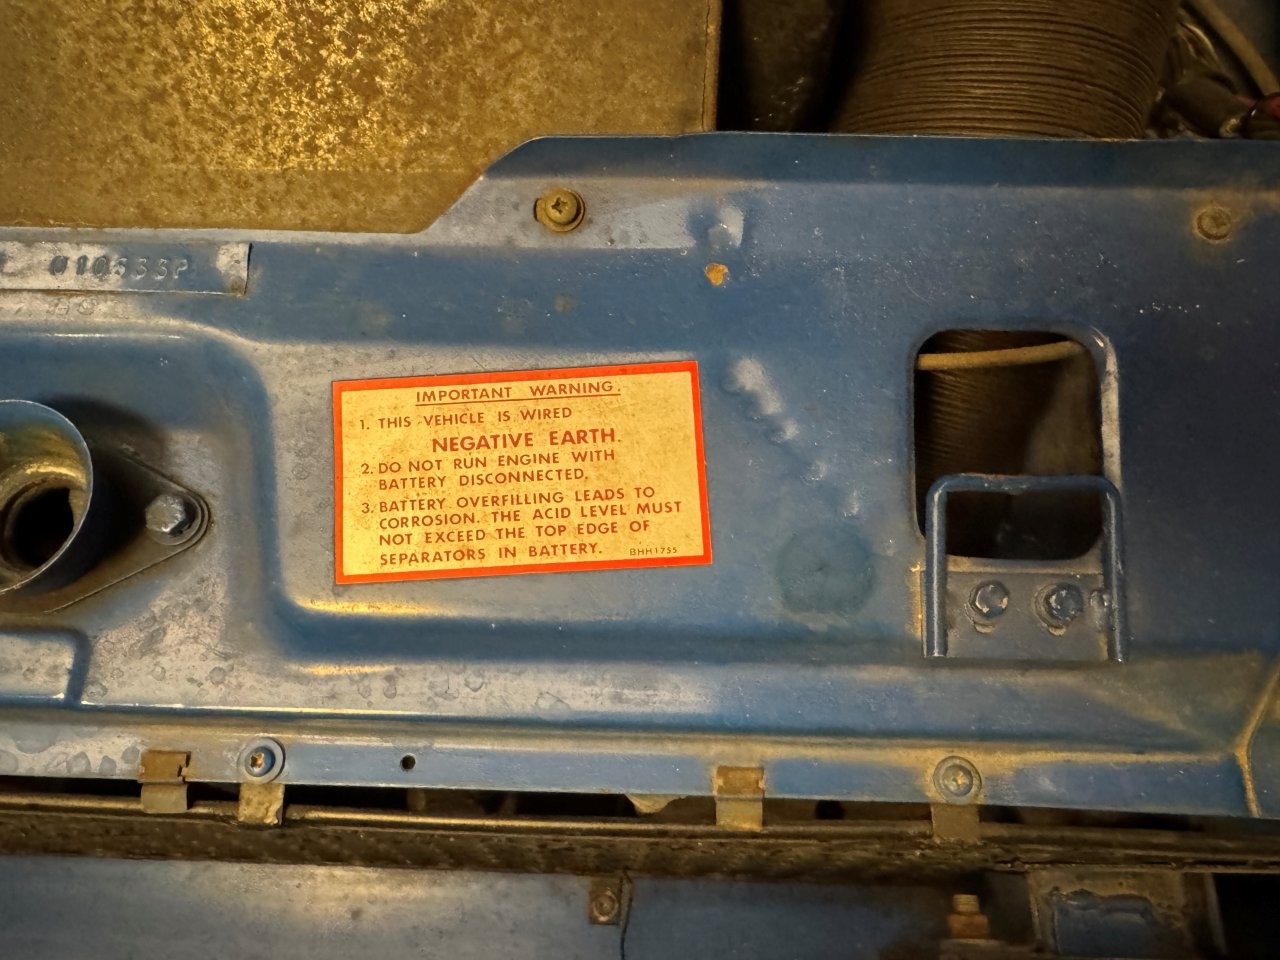 010533P
IMPORTANT WARNING.
1. THIS VEHICLE IS WIRED
NEGATIVE EARTH.
2. DO NOT RUN ENGINE WITH
BATTERY DISCONNECTED.
3. BATTERY OVERFILLING LEADS TO
CORROSION. THE ACID LEVEL MUST
NOT EXCEED THE TOP EDGE OF
SEPARATORS IN BATTERY. BHH1755